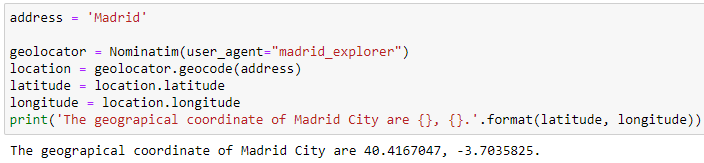 address = 'Madrid'
geolocator = Nominatim(user_agent="madrid_explorer")
location = geolocator.geocode(address)
latitude = location.latitude
longitude = location.longitude
print('The geograpical coordinate of Madrid City are {}, {}.'.format(latitude, longitude))
The geograpical coordinate of Madrid City are 40.4167047, -3.7035825.